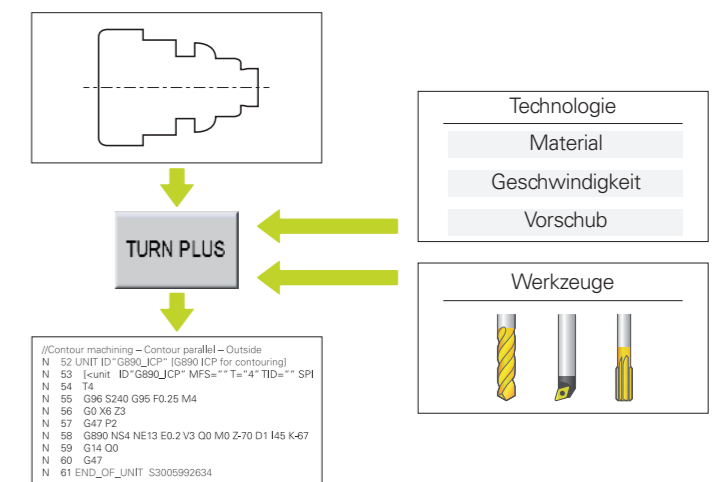 Technologie
Material
Geschwindigkeit
Vorschub
TURN PLUS
Werkzeuge
//Contour machining – Contour parallel – Outside
N 52 UNIT ID"G890_ICP" [G890 ICP for contouring]
N 53 [<unit ID"G890_ICP" MFS="" T="4" TID="" SPI
N 54 T4
N 55 G96 S240 G95 F0.25 M4
N 56 G0 X6 Z3
N 57 G47 P2
N 58 G890 NS4 NE13 E0.2 V3 Q0 M0 Z-70 D1 I45 K-67
N 59 G14 Q0
N 60 G47
N 61 END_OF_UNIT S3005992634